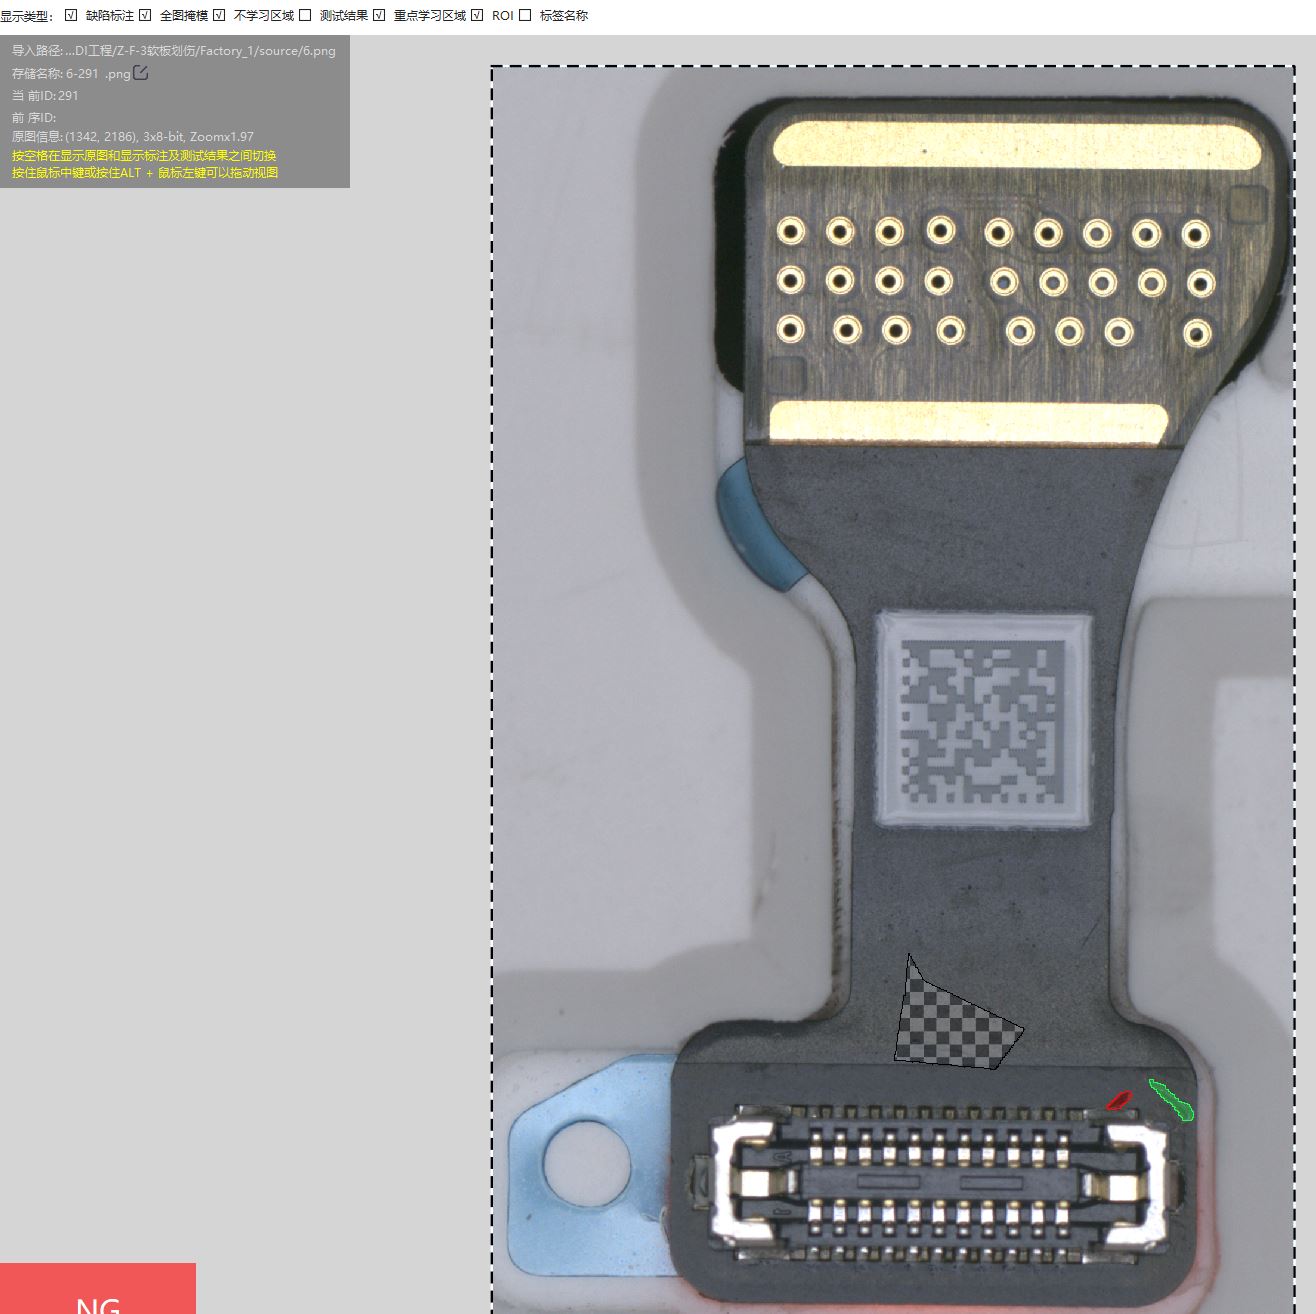 显示类型: 缺陷标注 全图掩模 不学习区域 测试结果 重点学习区域 ROI 标签名称
导入路径: ...DI工程/Z-F-3软板划伤/Factory_1/source/6.png
存储名称: 6-291 .png
当 前ID: 291
前 序ID:
原图信息: (1342, 2186), 3x8-bit, Zoomx1.97
按空格在显示原图和显示标注及测试结果之间切换
按住鼠标中键或按住ALT + 鼠标左键可以拖动视图
NG